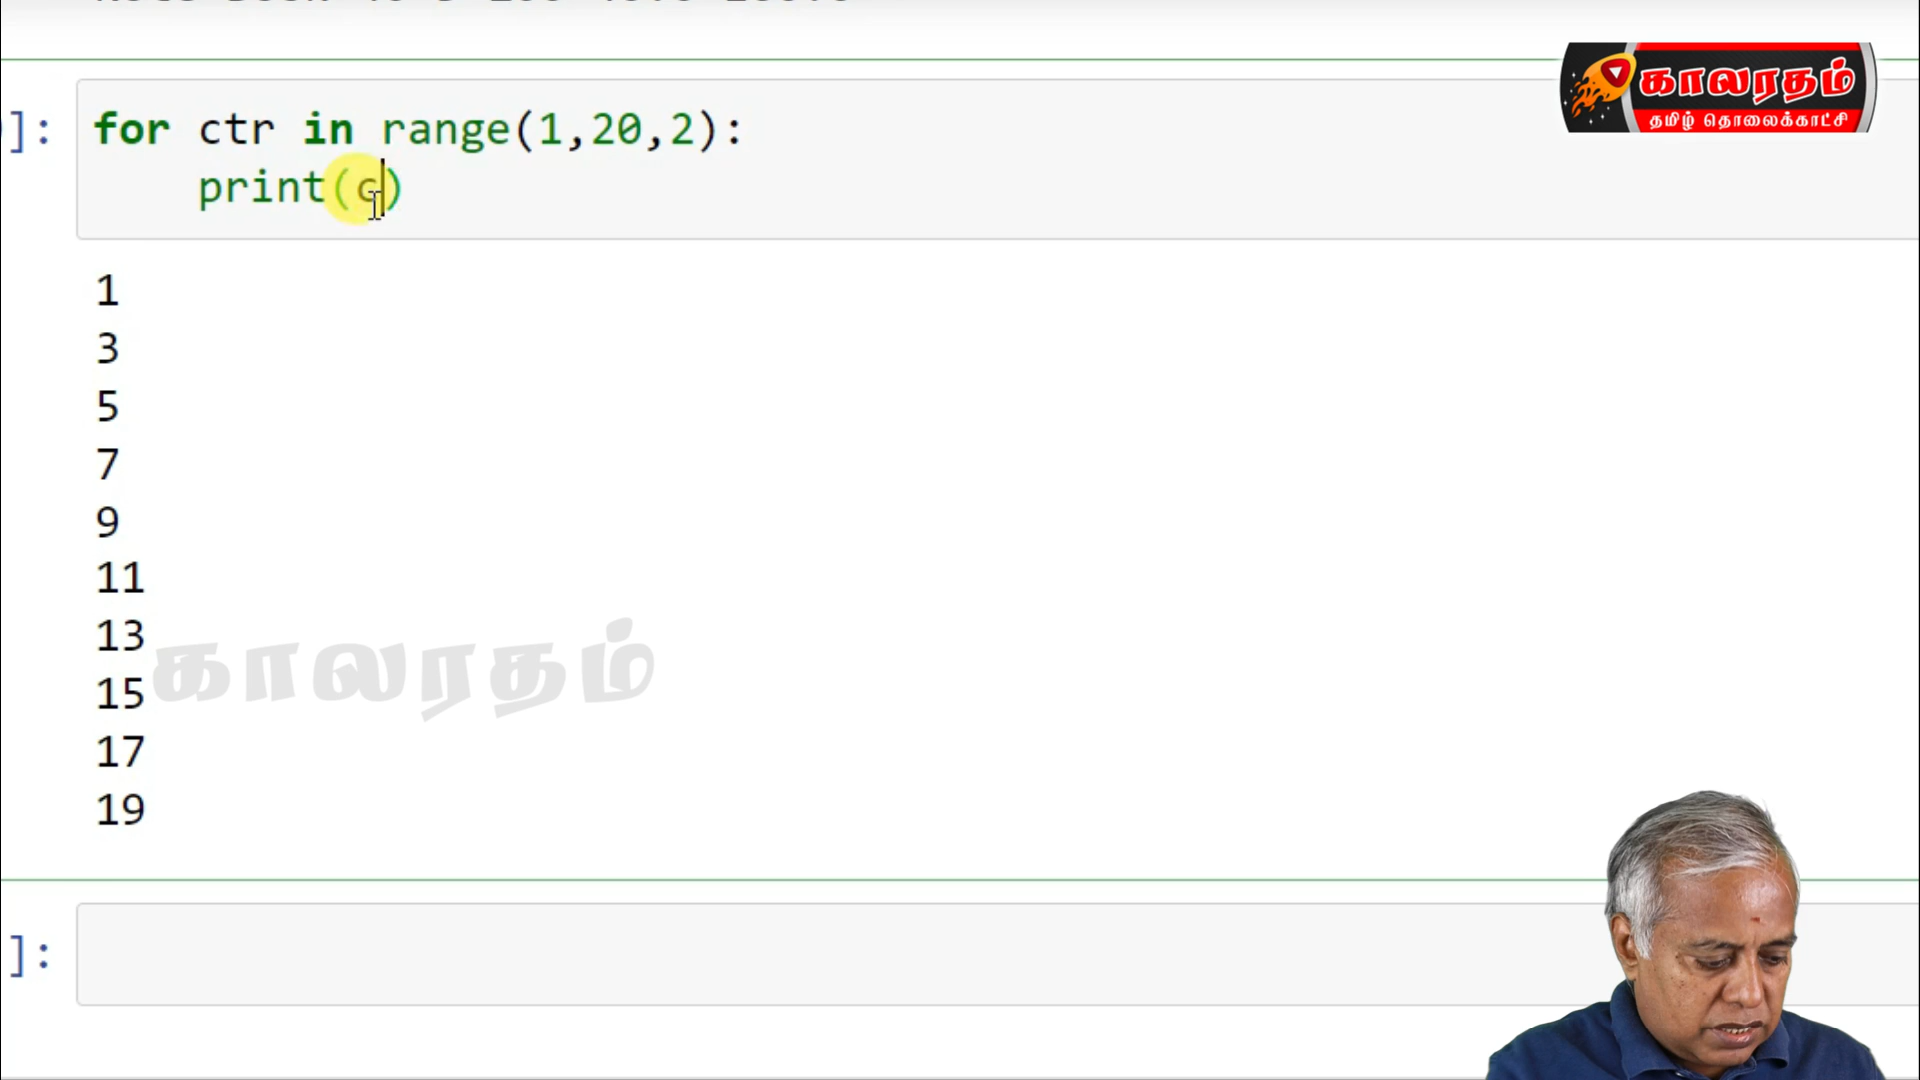 காலரதம்
தமிழ் தொலைக்காட்சி
]:
for ctr in range(1,20,2):
print(c)
1
3
5
7
9
11
13
15
17
19
காலரதம்
]: